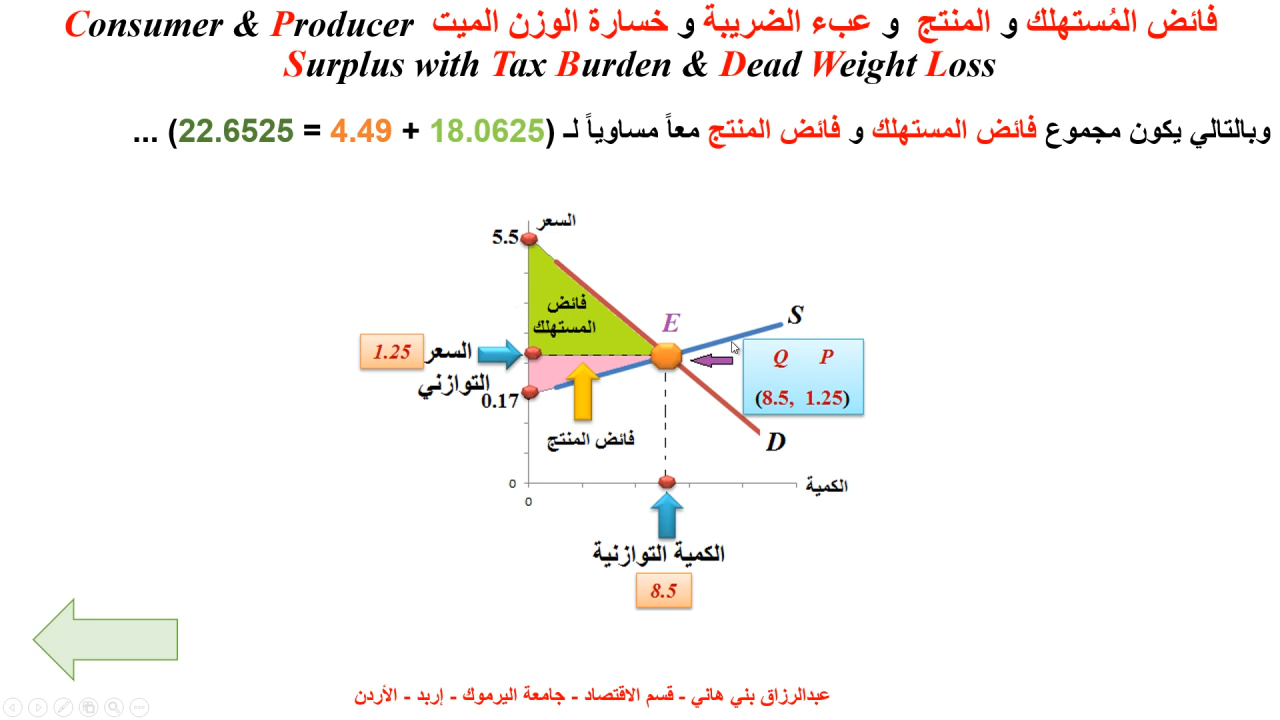 فائض المُستهلك و المنتج و عبء الضريبة و خسارة الوزن الميت Consumer & Producer
Surplus with Tax Burden & Dead Weight Loss
وبالتالي يكون مجموع فائض المستهلك و فائض المنتج معاً مساوياً لـ (18.0625 + 4.49 = 22.6525) ...
السعر
5.5
فائض
المستهلك
E
S
1.25
السعر
التوازني
Q P
(8.5, 1.25)
0.17
فائض المنتج
D
0
الكمية
0
الكمية التوازنية
8.5
عبدالرزاق بني هاني - قسم الاقتصاد - جامعة اليرموك - إربد - الأردن